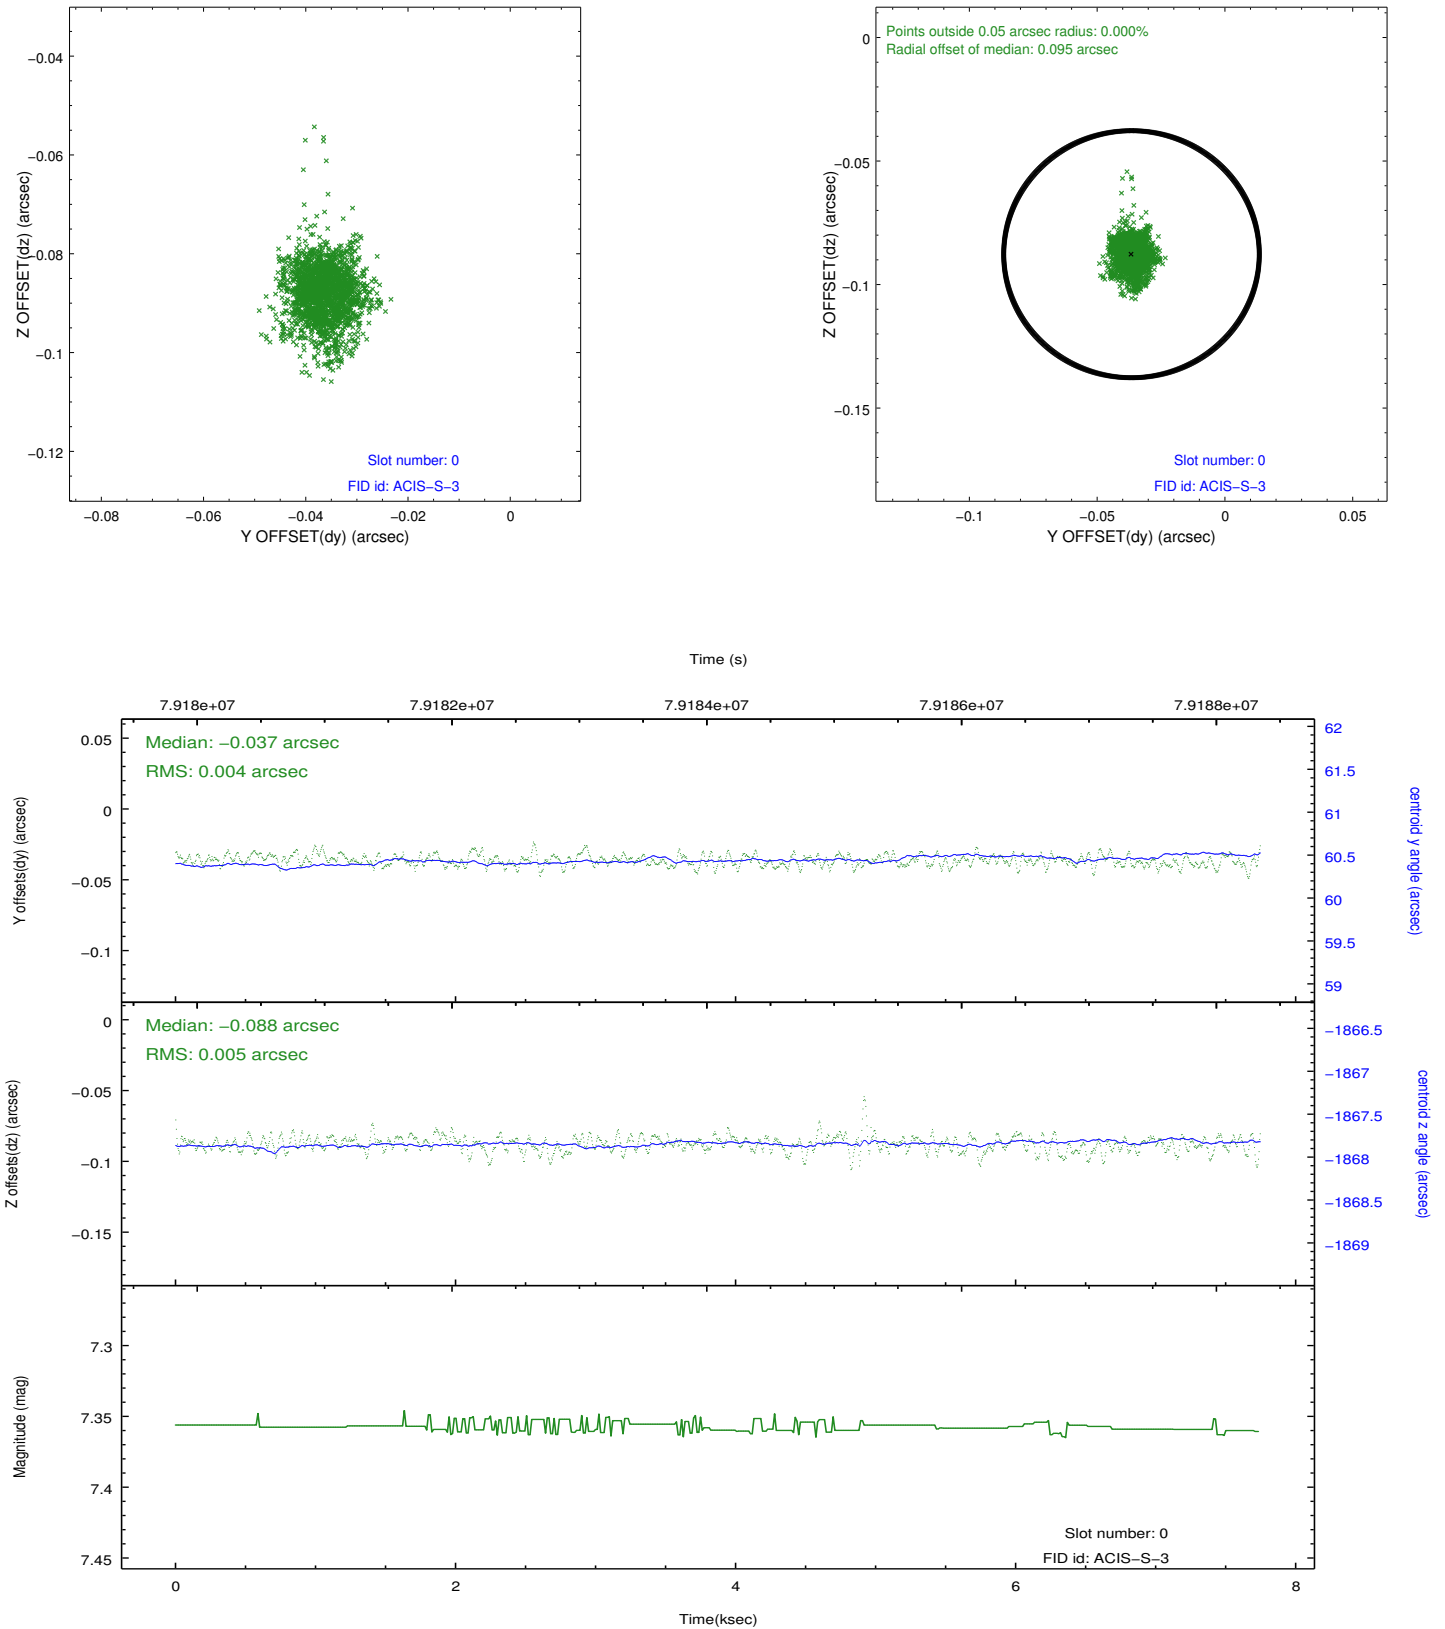 −0.04
−0.06
−0.08
−0.1
−0.12
Z OFFSET(dz) (arcsec)
Slot number: 0
FID id: ACIS−S−3
−0.08 −0.06 −0.04 −0.02 0
Y OFFSET(dy) (arcsec)
Points outside 0.05 arcsec radius: 0.000%
Radial offset of median: 0.095 arcsec
0
−0.05
−0.1
−0.15
Z OFFSET(dz) (arcsec)
Slot number: 0
FID id: ACIS−S−3
−0.1 −0.05 0 0.05
Y OFFSET(dy) (arcsec)
Time (s)
7.918e+07 7.9182e+07 7.9184e+07 7.9186e+07 7.9188e+07
Median: −0.037 arcsec
RMS: 0.004 arcsec
0.05
0
−0.05
−0.1
Y offsets(dy) (arcsec)
62
61.5
61
60.5
60
59.5
59
centroid y angle (arcsec)
Median: −0.088 arcsec
RMS: 0.005 arcsec
0
−0.05
−0.1
−0.15
Z offsets(dz) (arcsec)
−1866.5
−1867
−1867.5
−1868
−1868.5
−1869
centroid z angle (arcsec)
7.3
7.35
7.4
7.45
Magnitude (mag)
Slot number: 0
FID id: ACIS−S−3
0 2 4 6 8
Time(ksec)